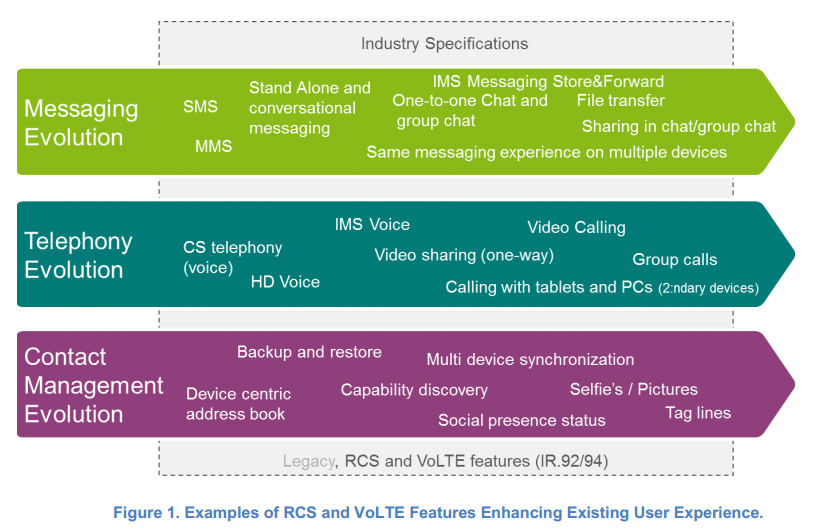 Industry Specifications
Messaging
Evolution
SMS
MMS
Stand Alone and
conversational
messaging
IMS Messaging Store&Forward
One-to-one Chat and
group chat
File transfer
Sharing in chat/group chat
Same messaging experience on multiple devices
Telephony
Evolution
CS telephony
(voice)
HD Voice
IMS Voice
Video sharing (one-way)
Video Calling
Group calls
Calling with tablets and PCs (2:ndary devices)
Contact
Management
Evolution
Backup and restore
Device centric
address book
Multi device synchronization
Capability discovery
Selfie's / Pictures
Social presence status
Tag lines
Legacy, RCS and VoLTE features (IR.92/94)
Figure 1. Examples of RCS and VoLTE Features Enhancing Existing User Experience.